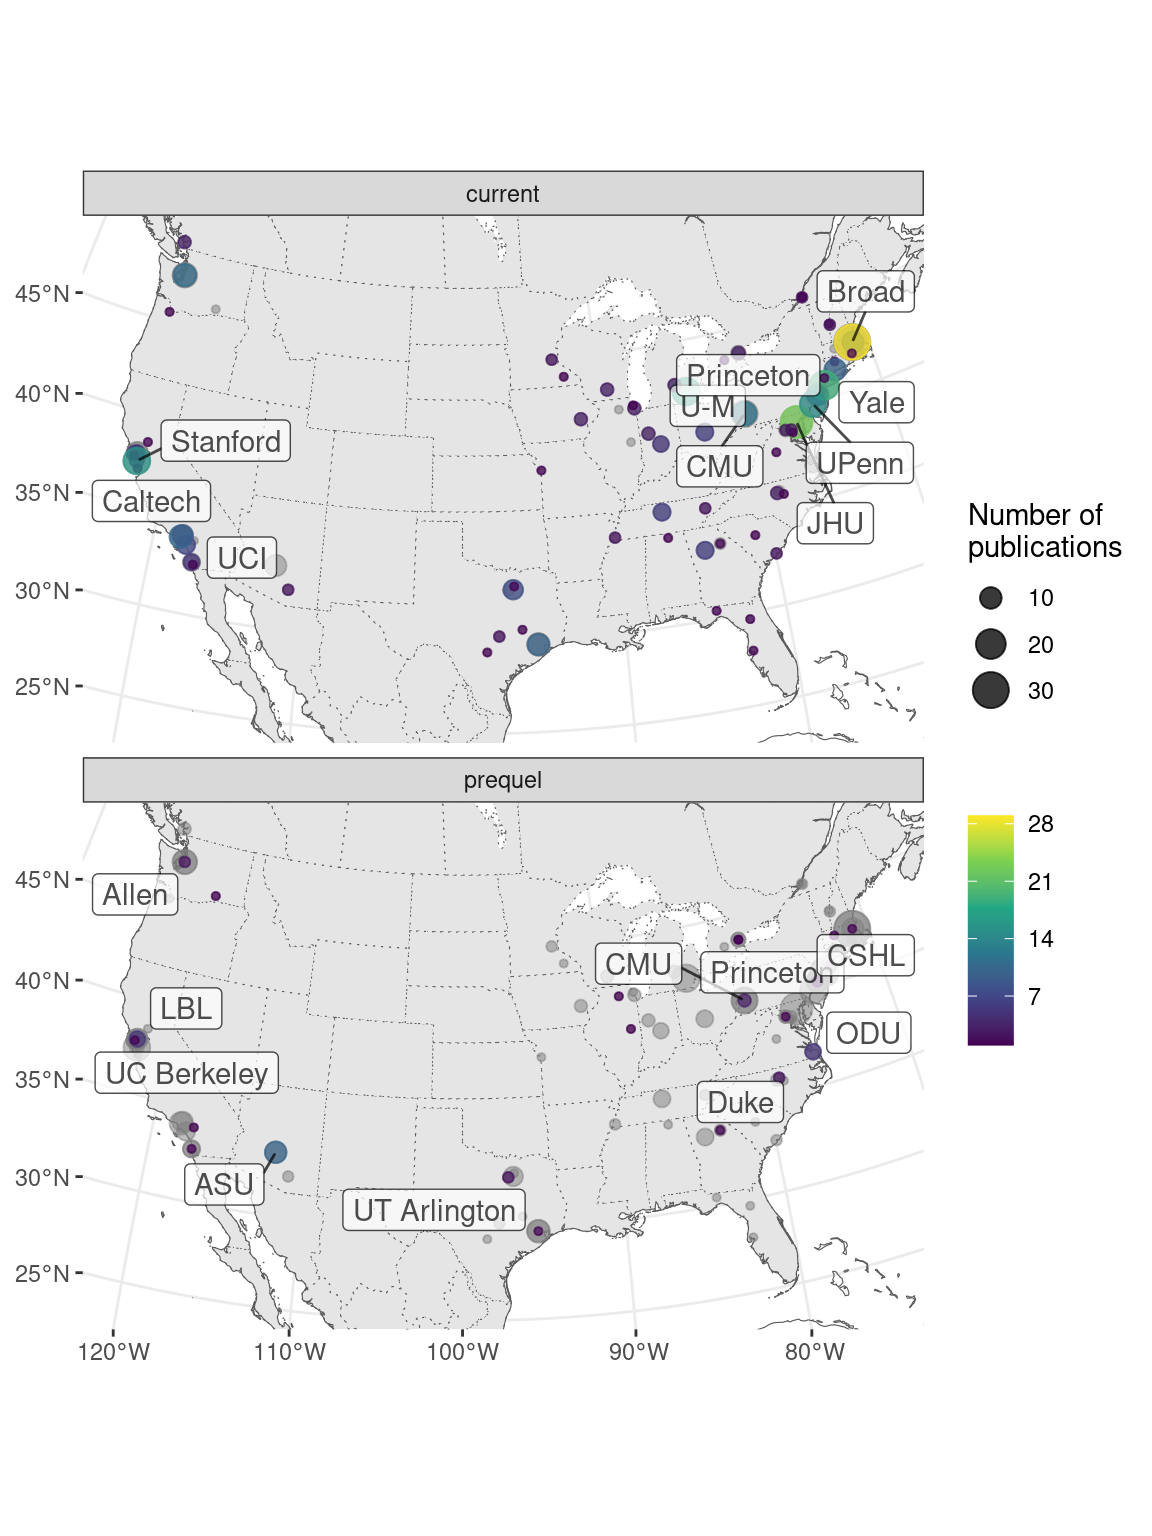 current
45°N
40°N
35°N
30°N
25°N
Broad
Princeton
U-M
Yale
Stanford
CMU
UPenn
Caltech
JHU
UCI
prequel
45°N
40°N
35°N
30°N
25°N
Allen
CMU
Princeton
CSHL
LBL
ODU
UC Berkeley
Duke
ASU
UT Arlington
120°W
110°W
100°W
90°W
80°W
Number of
publications
10
20
30
28
21
14
7